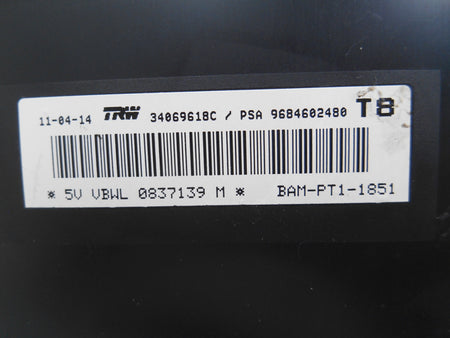 11-04-14 TRW 34069618C / PSA 9684602480 T8
* 5V VBWL 0837139 M * BAM-PT1-1851